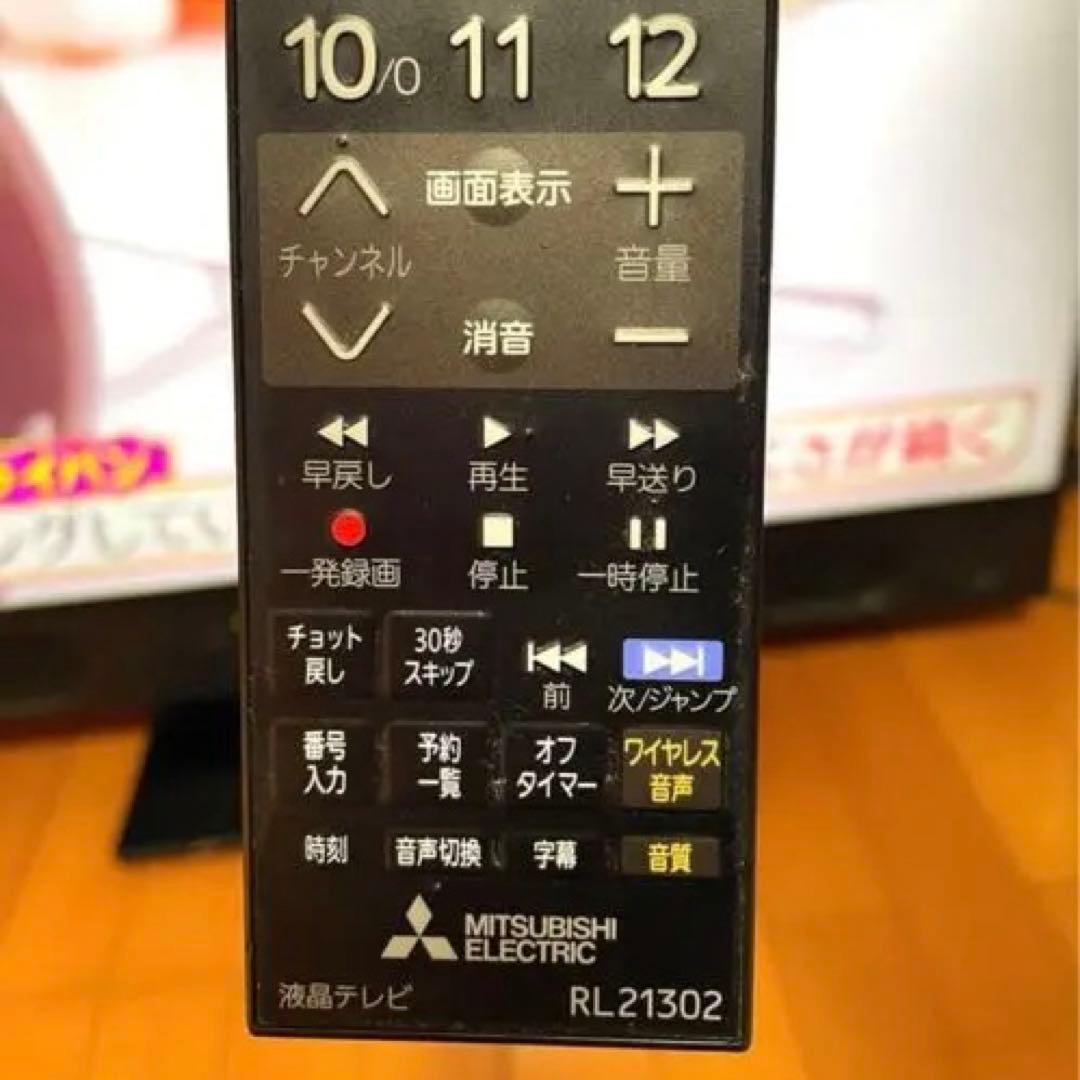 10/0 11 12
画面表示
チャンネル 音量
消音
早戻し 再生 早送り
一発録画 停止 一時停止
チョット
戻し
30秒
スキップ
前 次/ジャンプ
番号
入力
予約
一覧
オフ
タイマー
ワイヤレス
音声
時刻 音声切換 字幕 音質
MITSUBISHI
ELECTRIC
液晶テレビ RL21302